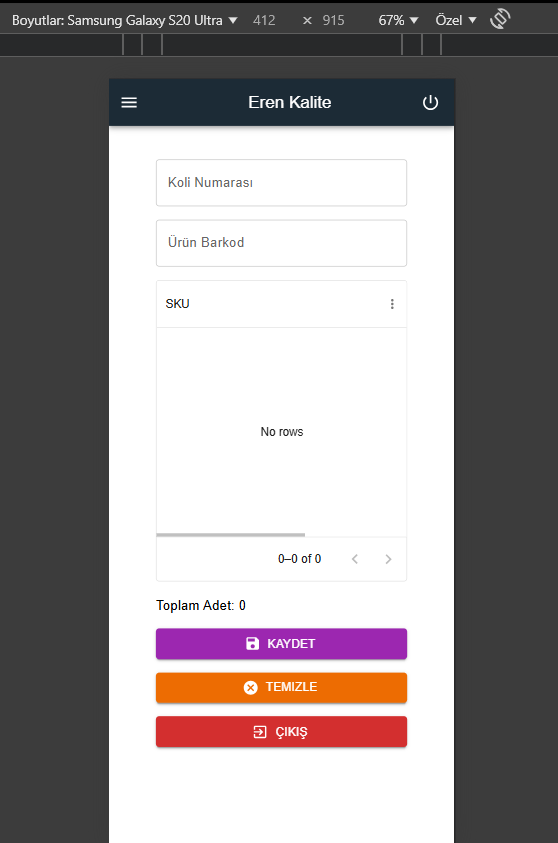 Boyutlar: Samsung Galaxy S20 Ultra ▼ 412 × 915 67% ▼ Özel ▼
Eren Kalite
Koli Numarası
Ürün Barkod
SKU
No rows
0–0 of 0
Toplam Adet: 0
KAYDET
TEMIZLE
ÇIKIŞ